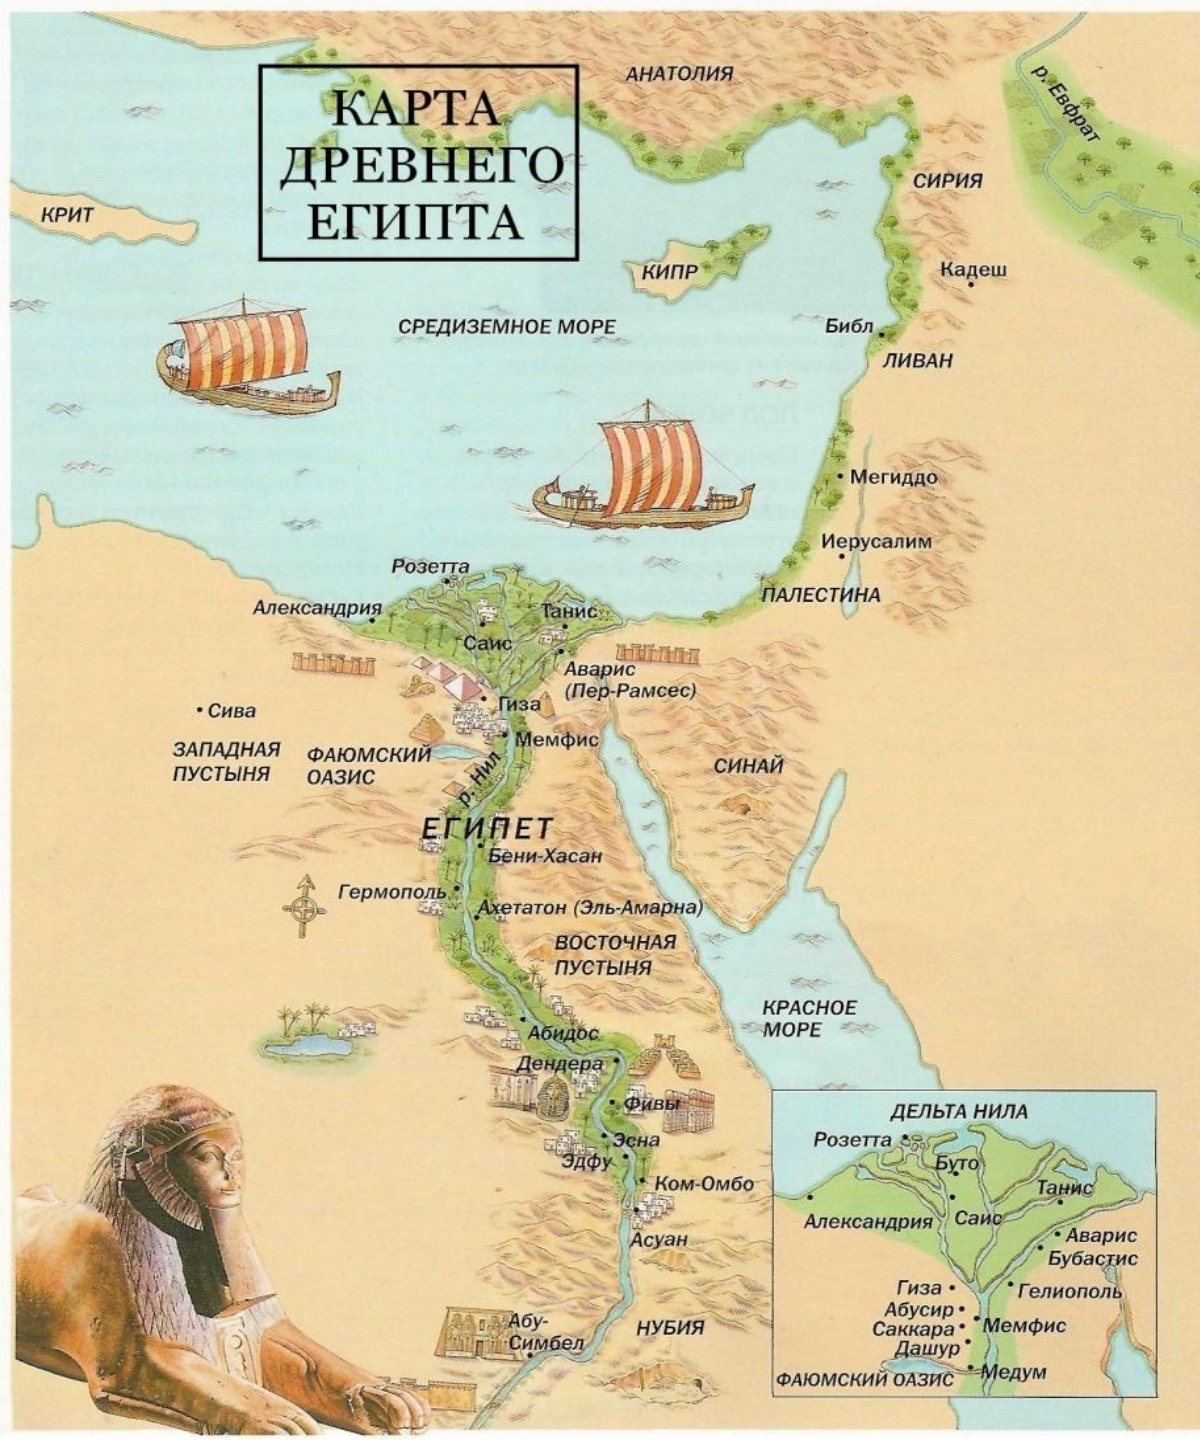 КАРТА
ДРЕВНЕГО
ЕГИПТА
АНАТОЛИЯ
р. Евфрат
СИРИЯ
КРИТ
КИПР
Кадеш
СРЕДИЗЕМНОЕ МОРЕ
Библ
ЛИВАН
Мегиддо
Иерусалим
ПАЛЕСТИНА
Розетта
Александрия
Танис
Саис
Аварис
(Пер-Рамсес)
Гиза
Сива
Мемфис
ЗАПАДНАЯ
ПУСТЫНЯ
ФАЮМСКИЙ
ОАЗИС
р. Нил
СИНАЙ
ЕГИПЕТ
Бени-Хасан
Гермополь
Ахетатон (Эль-Амарна)
ВОСТОЧНАЯ
ПУСТЫНЯ
КРАСНОЕ
МОРЕ
Абидос
Дендера
Фивы
Эсна
Эдфу
Ком-Омбо
Асуан
Абу-
Симбел
НУБИЯ
ДЕЛЬТА НИЛА
Розетта
Буто
Танис
Александрия
Саис
Аварис
Бубастис
Гиза
Гелиополь
Абусир
Саккара
Мемфис
Дашур
ФАЮМСКИЙ ОАЗИС
Медум